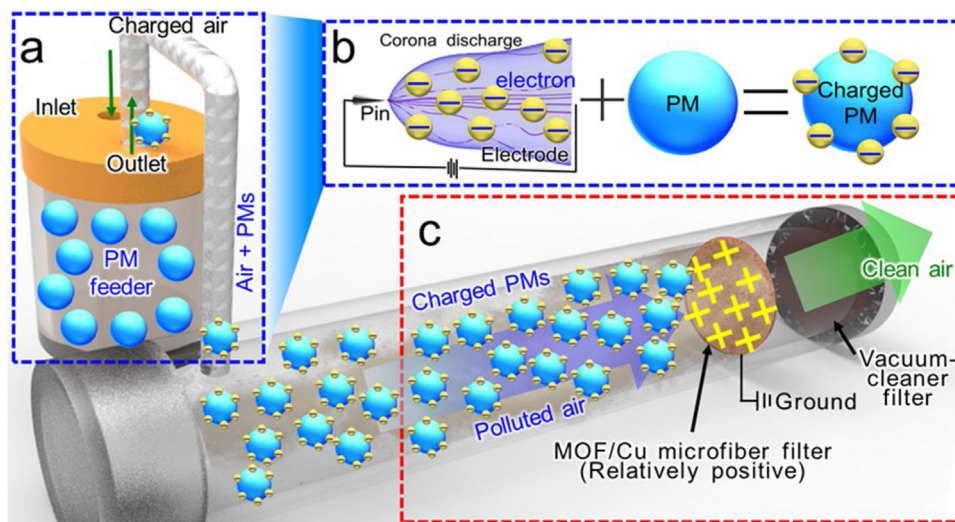 a
Charged air
Inlet
Outlet
PM
feeder
Air + PMs
b
Corona discharge
electron
Pin
Electrode
PM
Charged
PM
c
Charged PMs
Polluted air
Clean air
Vacuum-
cleaner
filter
Ground
MOF/Cu microfiber filter
(Relatively positive)